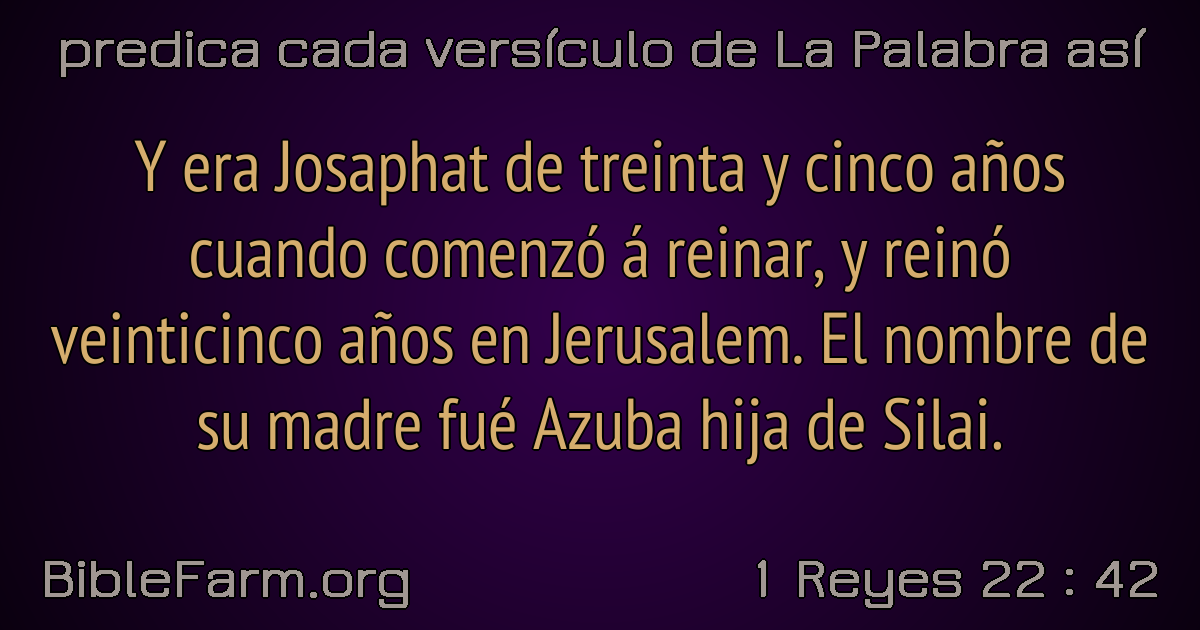 predica cada versículo de La Palabra así
Y era Josaphat de treinta y cinco años
cuando comenzó á reinar, y reinó
veinticinco años en Jerusalem. El nombre de
su madre fué Azuba hija de Silai.
BibleFarm.org
1 Reyes 22 : 42